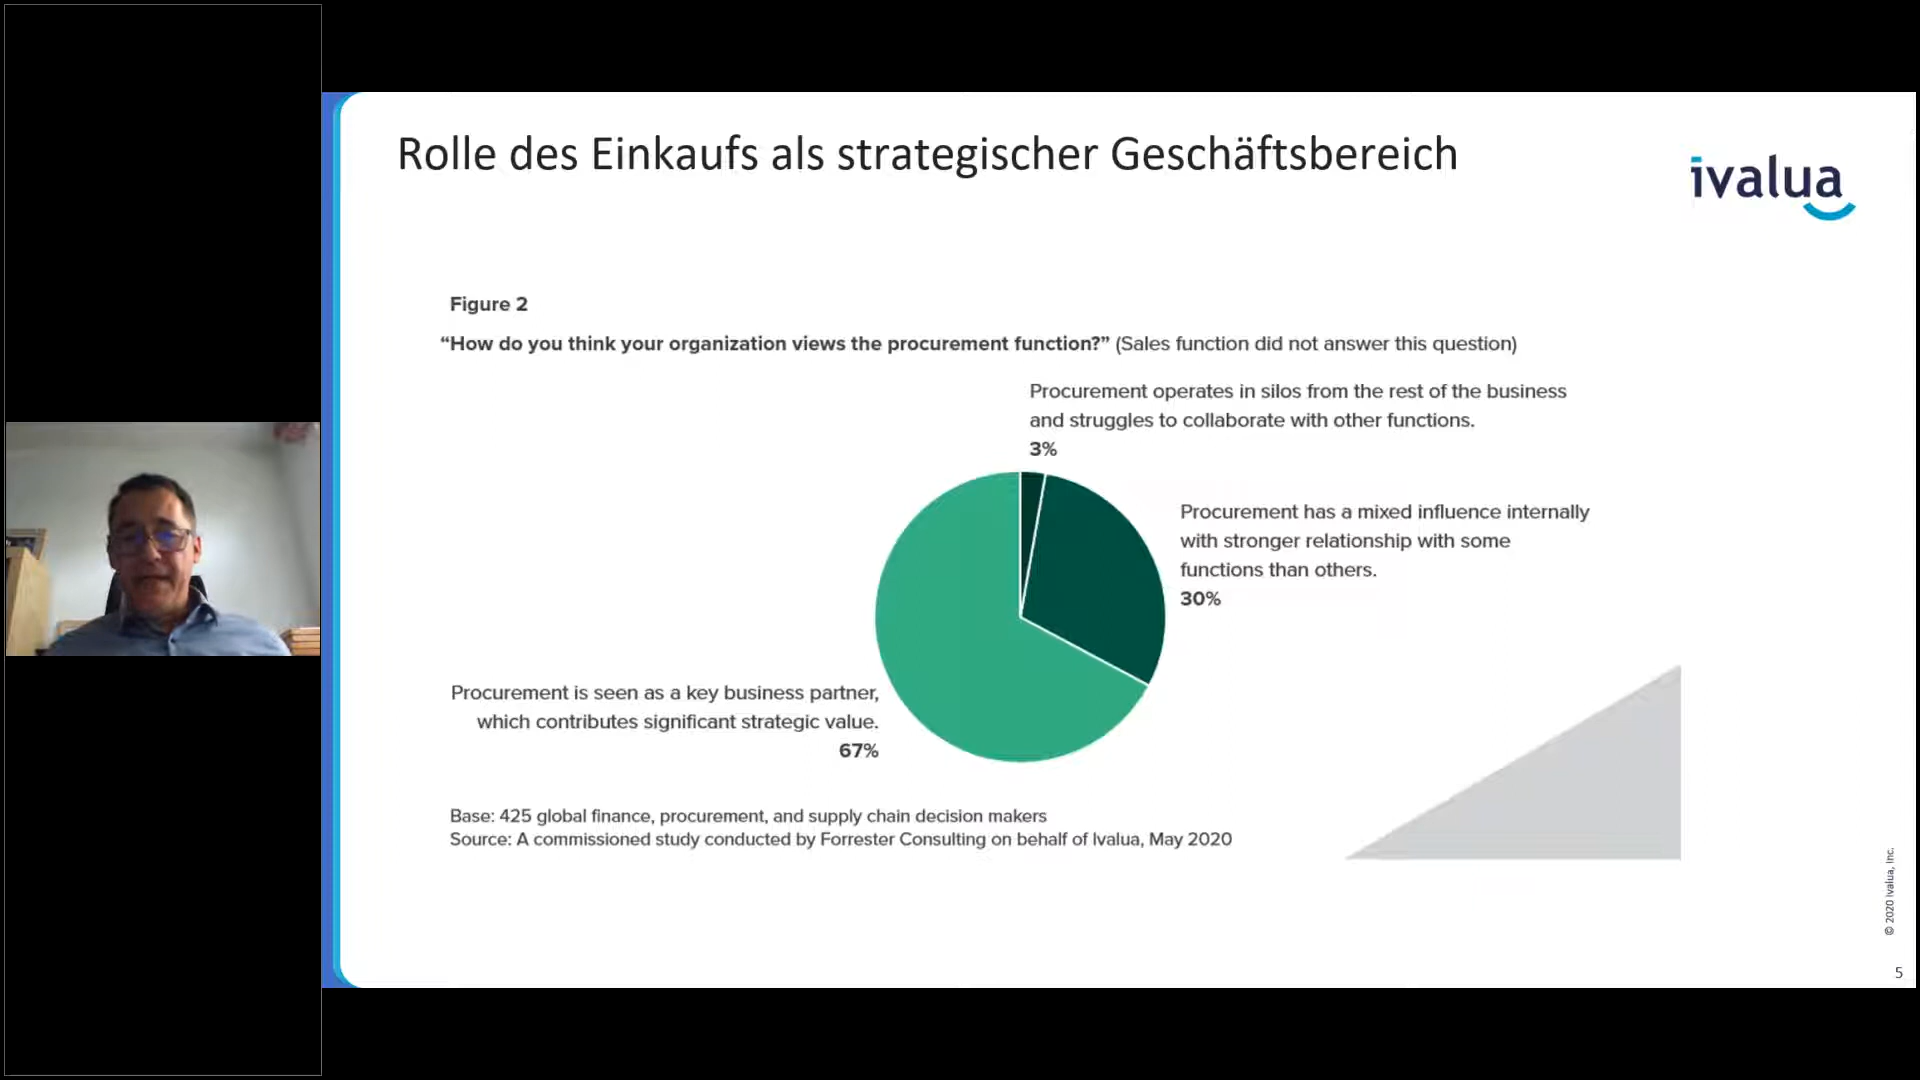 Rolle des Einkaufs als strategischer Geschäftsbereich
ivalua
Figure 2
“How do you think your organization views the procurement function?” (Sales function did not answer this question)
Procurement operates in silos from the rest of the business
and struggles to collaborate with other functions.
3%
Procurement has a mixed influence internally
with stronger relationship with some
functions than others.
30%
Procurement is seen as a key business partner,
which contributes significant strategic value.
67%
Base: 425 global finance, procurement, and supply chain decision makers
Source: A commissioned study conducted by Forrester Consulting on behalf of Ivalua, May 2020
© 2020 Ivalua, Inc.
5